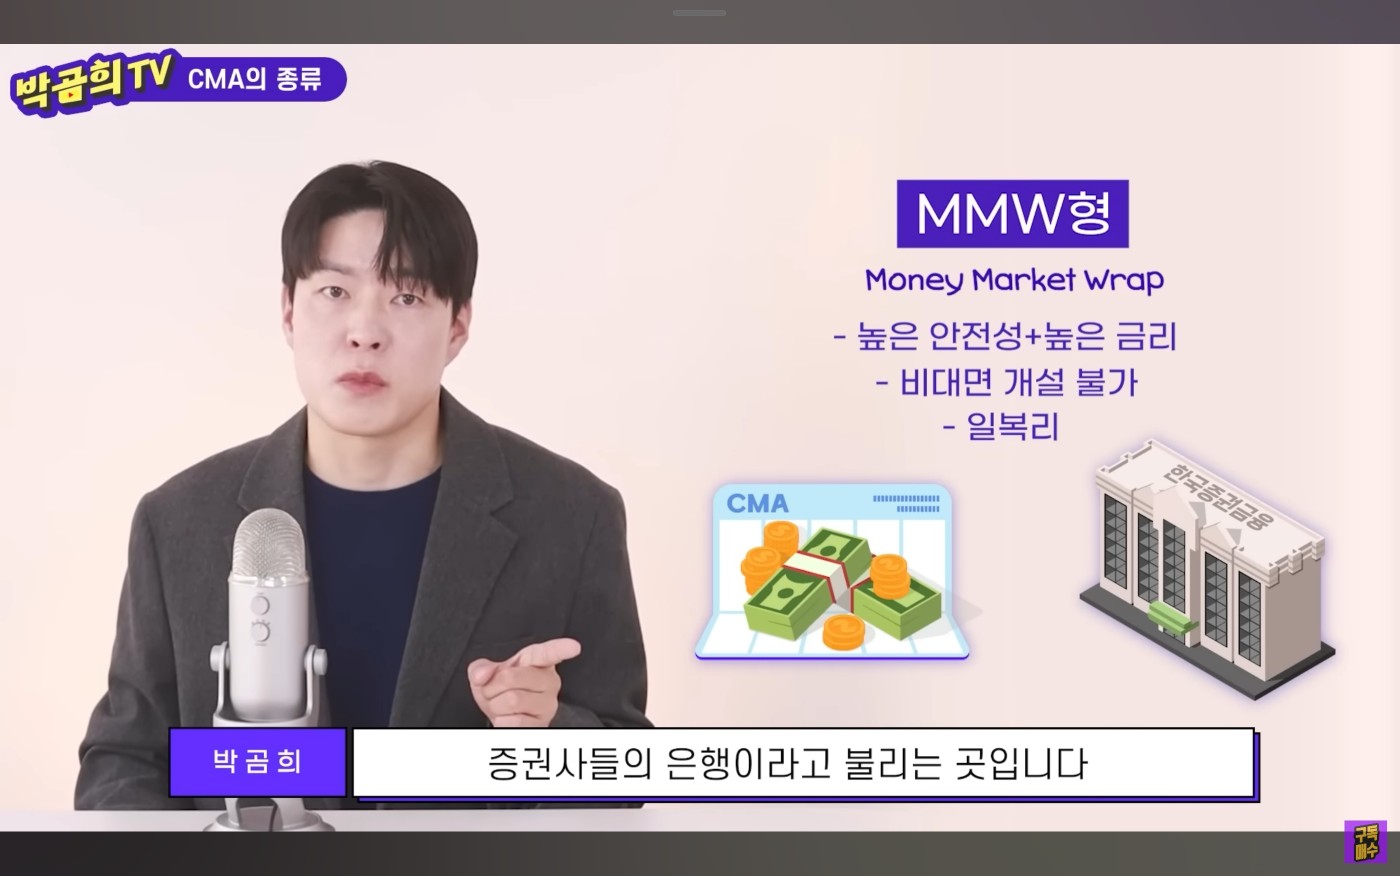 박곰희TV CMA의 종류
MMW형
Money Market Wrap
- 높은 안전성+높은 금리
- 비대면 개설 불가
- 일복리
CMA
한국증권금융
박곰희 증권사들의 은행이라고 불리는 곳입니다
구독
매수